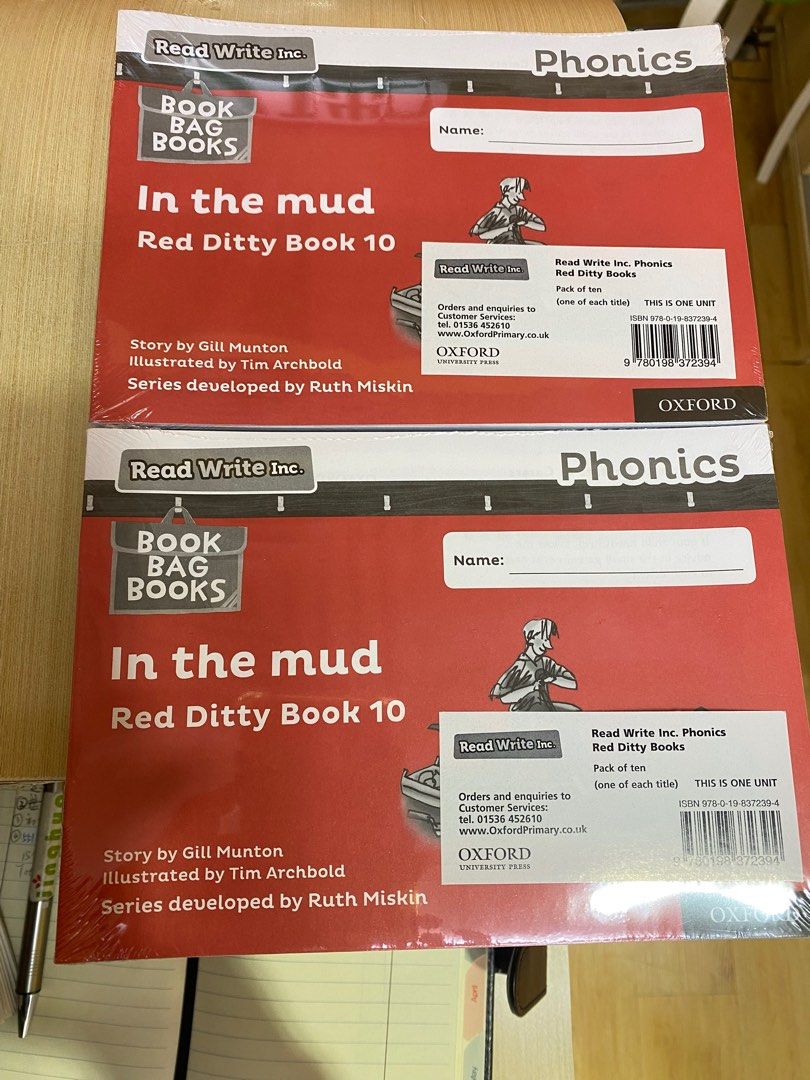 Read Write Inc.
Phonics
BOOK
BAG
BOOKS
Name:
In the mud
Red Ditty Book 10
Read Write Inc.
Read Write Inc. Phonics
Red Ditty Books
Pack of ten
(one of each title) THIS IS ONE UNIT
Orders and enquiries to
Customer Services:
tel. 01536 452610
www.OxfordPrimary.co.uk
OXFORD
UNIVERSITY PRESS
ISBN 978-0-19-837239-4
9 780198 372394
Story by Gill Munton
Illustrated by Tim Archbold
Series developed by Ruth Miskin
OXFORD
Read Write Inc.
Phonics
BOOK
BAG
BOOKS
Name:
In the mud
Red Ditty Book 10
Read Write Inc.
Read Write Inc. Phonics
Red Ditty Books
Pack of ten
(one of each title) THIS IS ONE UNIT
Orders and enquiries to
Customer Services:
tel. 01536 452610
www.OxfordPrimary.co.uk
OXFORD
UNIVERSITY PRESS
ISBN 978-0-19-837239-4
9 780198 372394
Story by Gill Munton
Illustrated by Tim Archbold
Series developed by Ruth Miskin
OXFORD
April